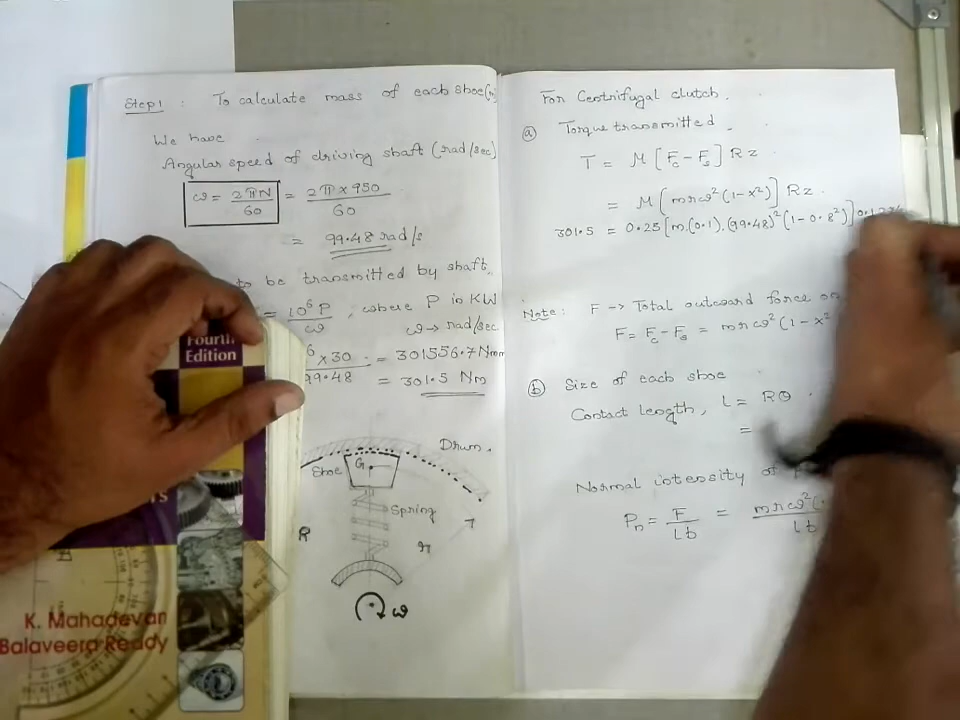 Step 1 : To calculate mass of each shoe(m)
We have
Angular speed of driving shaft (rad/sec)
ω = 2πN/60 = 2π×950/60
= 99.48 rad/s
to be transmitted by shaft
= 10⁶P/ω , where P in KW
ω → rad/sec.
⁶×30/99.48 = 301556.7 Nmm
= 301.5 Nm
Drum.
Shoe
G
Spring
R
r
ω
Fourth
Edition
K. Mahadevan
Balaveera Reddy
For Centrifugal clutch.
(a) Torque transmitted.
T = M [Fc - Fs] Rz
= M [mrω² (1-x²)] Rz.
301.5 = 0.25 [m.(0.1).(99.48)² (1-0.8²)]
Note : F → Total outward force on
F = Fc - Fs = mrω² (1-x²
(b) Size of each shoe
Contact length, L = Rθ
=
Normal intensity of
Pn = F/Lb = mrω²(/Lb